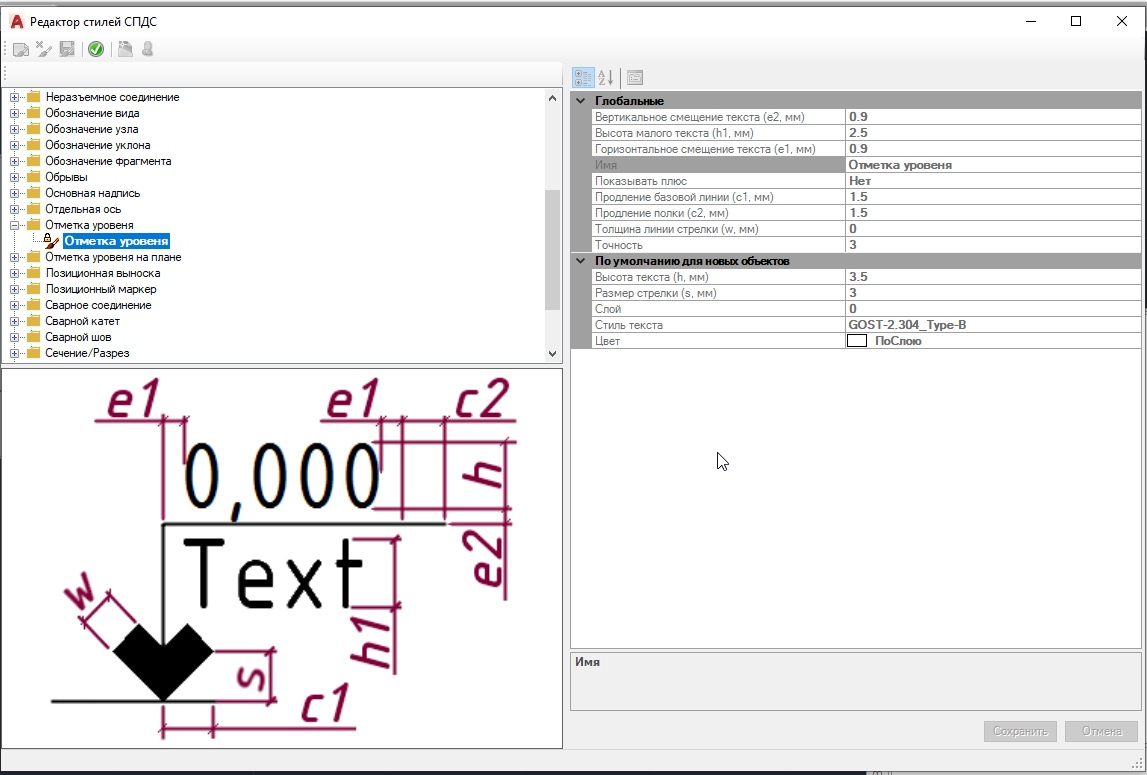 Редактор стилей СПДС
Неразъемное соединение
Обозначение вида
Обозначение узла
Обозначение уклона
Обозначение фрагмента
Обрывы
Основная надпись
Отдельная ось
Отметка уровеня
Отметка уровеня
Отметка уровеня на плане
Позиционная выноска
Позиционный маркер
Сварное соединение
Сварной катет
Сварной шов
Сечение/Разрез
e1
e1
c2
0,000
h
Text
e2
w
h1
s
c1
Глобальные
Вертикальное смещение текста (e2, мм) 0.9
Высота малого текста (h1, мм) 2.5
Горизонтальное смещение текста (e1, мм) 0.9
Имя Отметка уровеня
Показывать плюс Нет
Продление базовой линии (c1, мм) 1.5
Продление полки (c2, мм) 1.5
Толщина линии стрелки (w, мм) 0
Точность 3
По умолчанию для новых объектов
Высота текста (h, мм) 3.5
Размер стрелки (s, мм) 3
Слой 0
Стиль текста GOST-2.304_Type-B
Цвет ПоСлою
Имя
Сохранить Отмена